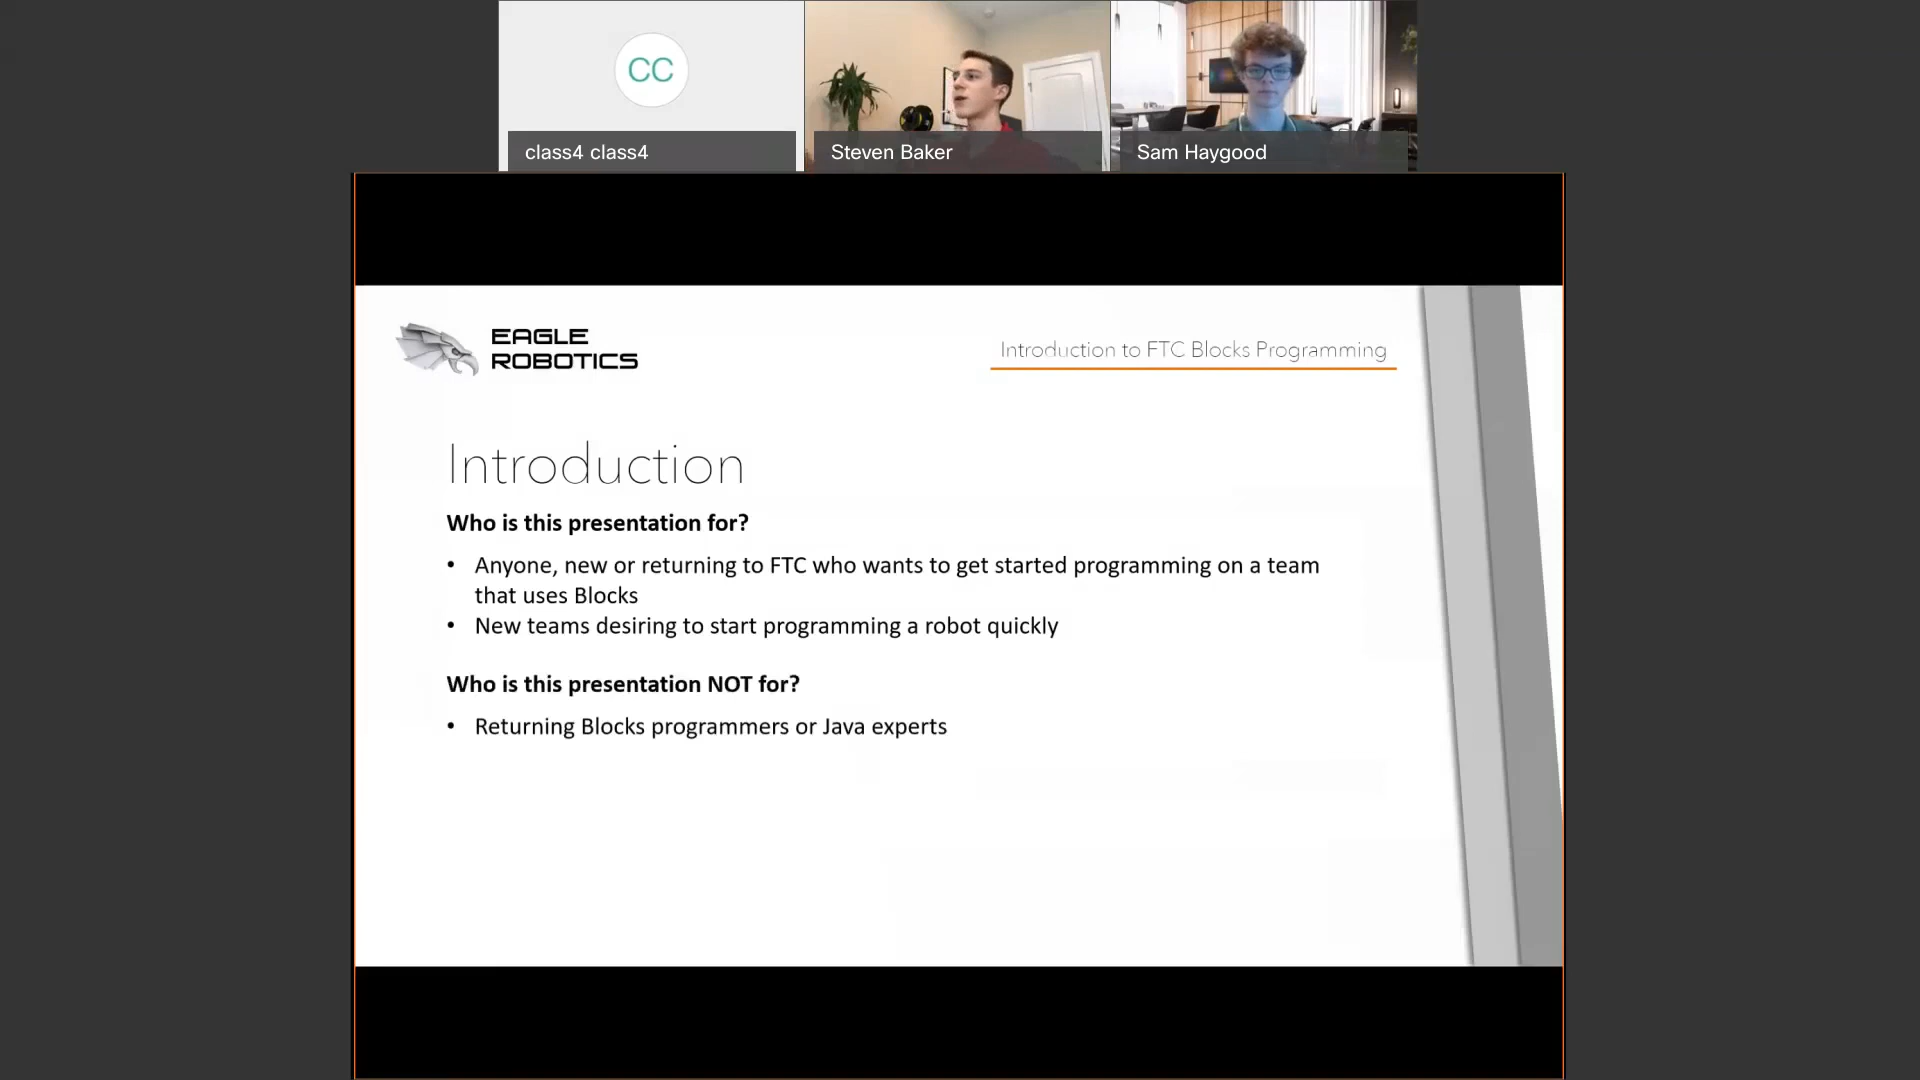 CC
class4 class4
Steven Baker
Sam Haygood
EAGLE
ROBOTICS
Introduction to FTC Blocks Programming
Introduction
Who is this presentation for?
• Anyone, new or returning to FTC who wants to get started programming on a team
that uses Blocks
• New teams desiring to start programming a robot quickly
Who is this presentation NOT for?
• Returning Blocks programmers or Java experts